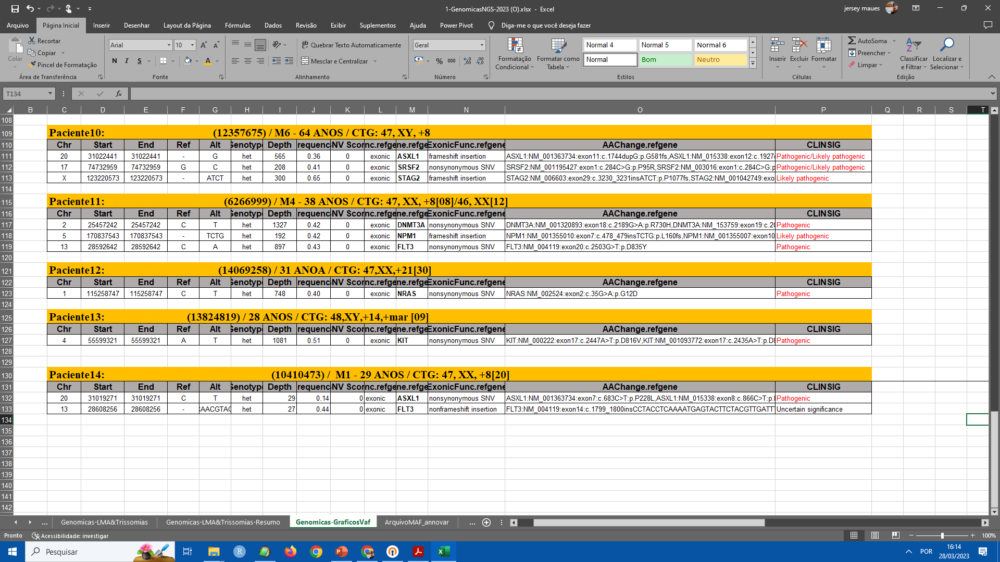 1-GenomicasNGS-2023 (O).xlsx - Excel
jersey maues
Arquivo Página Inicial Inserir Desenhar Layout da Página Fórmulas Dados Revisão Exibir Suplementos Ajuda Power Pivot Diga-me o que você deseja fazer
Colar Recortar Copiar Pincel de Formatação
Arial 10
N I S
Quebrar Texto Automaticamente
Mesclar e Centralizar
Geral
% 000
Formatação Condicional Formatar como Tabela
Normal 4 Normal 5 Normal 6
Normal Bom Neutro
Inserir Excluir Formatar
AutoSoma Preencher Limpar
Classificar e Filtrar Localizar e Selecionar
Área de Transferência Fonte Alinhamento Número Estilos Células Edição
T134 fx
B C D E F G H I J K L M N O P Q R S T
108
109 Paciente10: (12357675) / M6 - 64 ANOS / CTG: 47, XY, +8
110 Chr Start End Ref Alt Genotype Depth requenc NV Scor nc.refge ne.refge ExonicFunc.refgene AAChange.refgene CLINSIG
111 20 31022441 31022441 - G het 565 0.36 0 exonic ASXL1 frameshift insertion ASXL1:NM_001363734:exon11:c.1744dupG:p.G581fs,ASXL1:NM_015338:exon12:c.1927 Pathogenic/Likely pathogenic
112 17 74732959 74732959 G C het 208 0.41 0 exonic SRSF2 nonsynonymous SNV SRSF2:NM_001195427:exon1:c.284C>G:p.P95R,SRSF2:NM_003016:exon1:c.284C>G:p Pathogenic/Likely pathogenic
113 X 123220573 123220573 - ATCT het 300 0.65 0 exonic STAG2 frameshift insertion STAG2:NM_006603:exon29:c.3230_3231insATCT:p.P1077fs,STAG2:NM_001042749:exo Likely pathogenic
114
115 Paciente11: (6266999) / M4 - 38 ANOS / CTG: 47, XX, +8[08]/46, XX[12]
116 Chr Start End Ref Alt Genotype Depth requenc NV Scor nc.refge ne.refge ExonicFunc.refgene AAChange.refgene CLINSIG
117 2 25457242 25457242 C T het 1327 0.42 0 exonic DNMT3A nonsynonymous SNV DNMT3A:NM_001320893:exon18:c.2189G>A:p.R730H,DNMT3A:NM_153759:exon19:c.20 Pathogenic
118 5 170837543 170837543 - TCTG het 192 0.42 0 exonic NPM1 frameshift insertion NPM1:NM_001355010:exon7:c.478_479insTCTG:p.L160fs,NPM1:NM_001355007:exon10 Likely pathogenic
119 13 28592642 28592642 C A het 897 0.43 0 exonic FLT3 nonsynonymous SNV FLT3:NM_004119:exon20:c.2503G>T:p.D835Y Pathogenic
120
121 Paciente12: (14069258) / 31 ANOA / CTG: 47,XX,+21[30]
122 Chr Start End Ref Alt Genotype Depth requenc NV Scor nc.refge ne.refge ExonicFunc.refgene AAChange.refgene CLINSIG
123 1 115258747 115258747 C T het 748 0.40 0 exonic NRAS nonsynonymous SNV NRAS:NM_002524:exon2:c.35G>A:p.G12D Pathogenic
124
125 Paciente13: (13824819) / 28 ANOS / CTG: 48,XY,+14,+mar [09]
126 Chr Start End Ref Alt Genotype Depth requenc NV Scor nc.refge ne.refge ExonicFunc.refgene AAChange.refgene CLINSIG
127 4 55599321 55599321 A T het 1081 0.51 0 exonic KIT nonsynonymous SNV KIT:NM_000222:exon17:c.2447A>T:p.D816V,KIT:NM_001093772:exon17:c.2435A>T:p.D8 Pathogenic
128
129
130 Paciente14: (10410473) / M1 - 29 ANOS / CTG: 47, XX, +8[20]
131 Chr Start End Ref Alt Genotype Depth requenc NV Scor nc.refge ne.refge ExonicFunc.refgene AAChange.refgene CLINSIG
132 20 31019271 31019271 C T het 29 0.14 0 exonic ASXL1 nonsynonymous SNV ASXL1:NM_001363734:exon7:c.683C>T:p.P228L,ASXL1:NM_015338:exon8:c.866C>T:p. Pathogenic
133 13 28608256 28608256 - CAACGTAG het 27 0.44 0 exonic FLT3 nonframeshift insertion FLT3:NM_004119:exon14:c.1799_1800insCCTACCTCAAAATGAGTACTTCTACGTTGATT Uncertain significance
134
135
136
137
138
139
140
141
142
... Genomicas-LMA&Trissomias Genomicas-LMA&Trissomias-Resumo Genomicas-GraficosVaf ArquivoMAF_annovar ...
Pronto Acessibilidade: investigar 100%
Pesquisar POR 16:14
28/03/2023